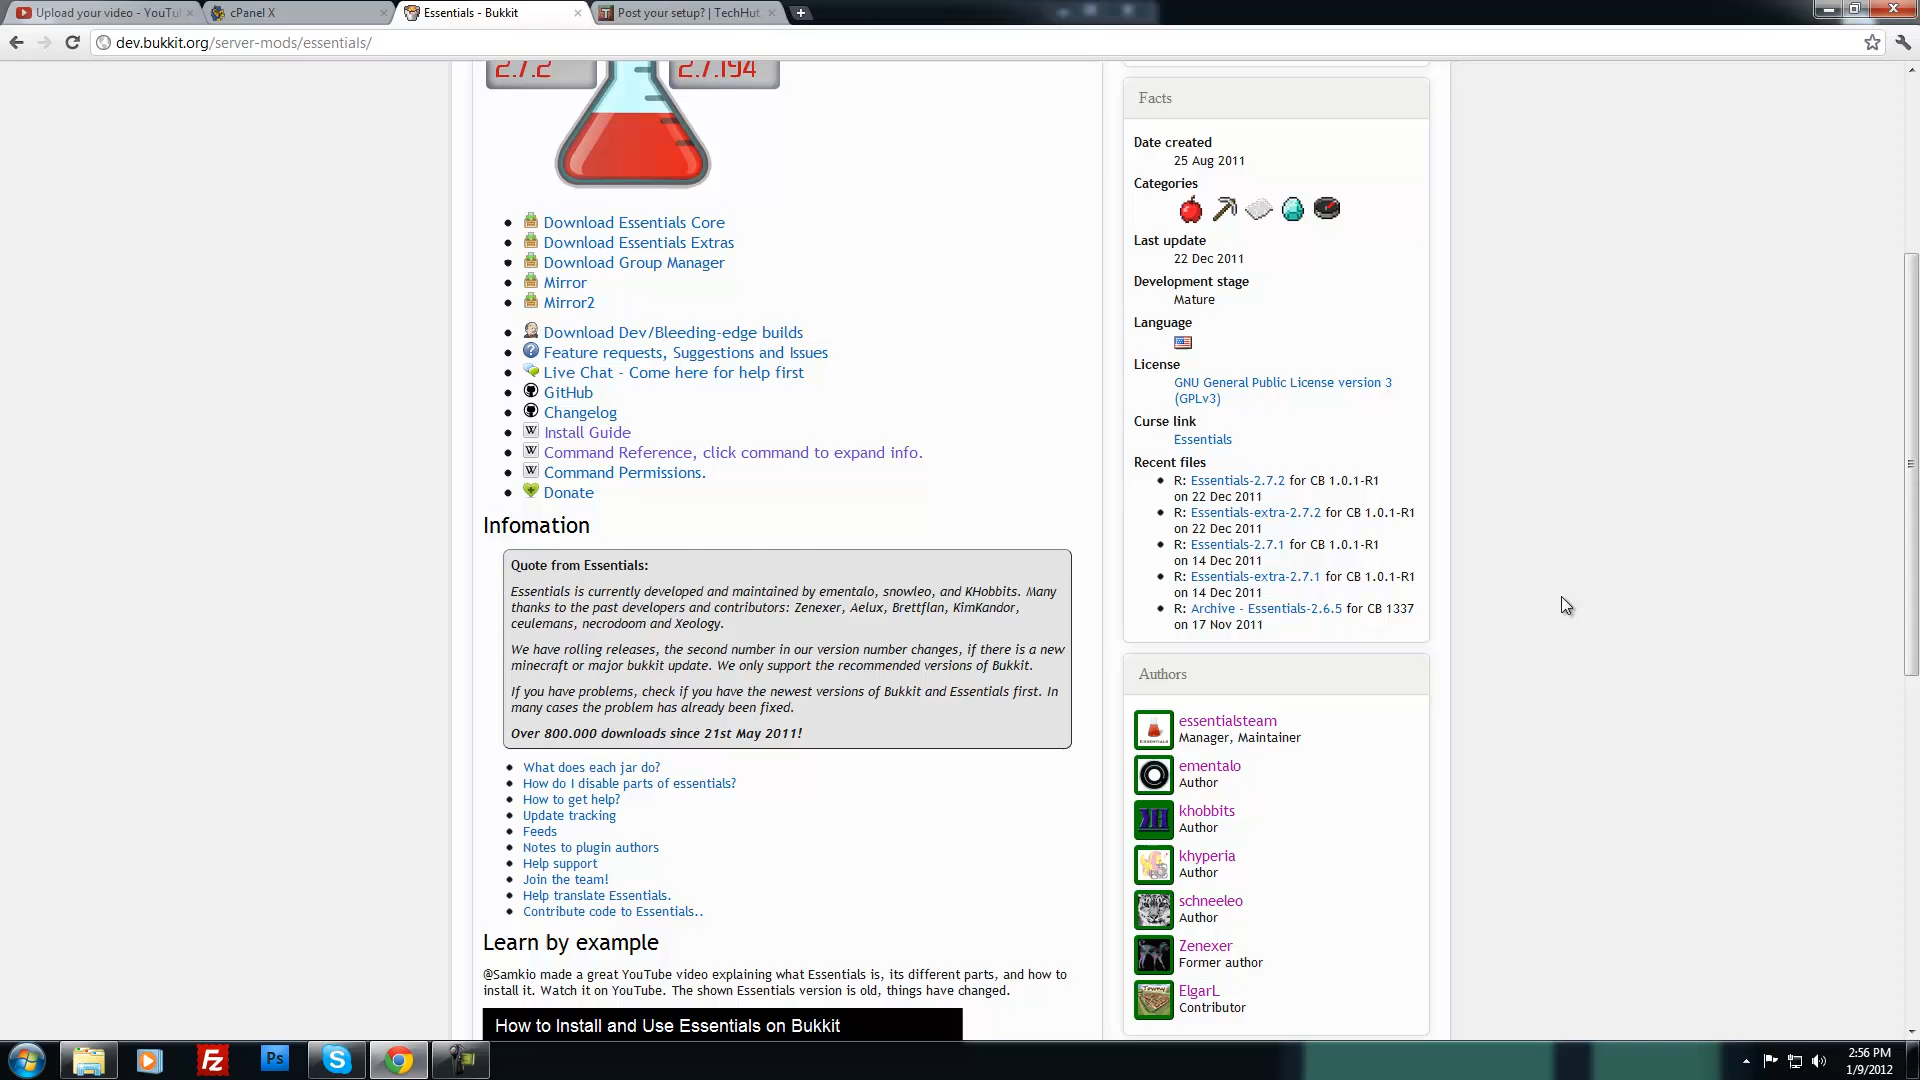 Upload your video - YouTu
cPanel X
Essentials - Bukkit
Post your setup? | TechHut
dev.bukkit.org/server-mods/essentials/
2.7.2
2.7.194
Download Essentials Core
Download Essentials Extras
Download Group Manager
Mirror
Mirror2
Download Dev/Bleeding-edge builds
Feature requests, Suggestions and Issues
Live Chat - Come here for help first
GitHub
Changelog
W Install Guide
W Command Reference, click command to expand info.
W Command Permissions.
Donate
Infomation
Quote from Essentials:
Essentials is currently developed and maintained by ementalo, snowleo, and KHobbits. Many
thanks to the past developers and contributors: Zenexer, Aelux, Brettflan, KimKandor,
ceulemans, necrodoom and Xeology.
We have rolling releases, the second number in our version number changes, if there is a new
minecraft or major bukkit update. We only support the recommended versions of Bukkit.
If you have problems, check if you have the newest versions of Bukkit and Essentials first. In
many cases the problem has already been fixed.
Over 800.000 downloads since 21st May 2011!
What does each jar do?
How do I disable parts of essentials?
How to get help?
Update tracking
Feeds
Notes to plugin authors
Help support
Join the team!
Help translate Essentials.
Contribute code to Essentials..
Learn by example
@Samkio made a great YouTube video explaining what Essentials is, its different parts, and how to
install it. Watch it on YouTube. The shown Essentials version is old, things have changed.
How to Install and Use Essentials on Bukkit
Facts
Date created
25 Aug 2011
Categories
Last update
22 Dec 2011
Development stage
Mature
Language
License
GNU General Public License version 3
(GPLv3)
Curse link
Essentials
Recent files
R: Essentials-2.7.2 for CB 1.0.1-R1
on 22 Dec 2011
R: Essentials-extra-2.7.2 for CB 1.0.1-R1
on 22 Dec 2011
R: Essentials-2.7.1 for CB 1.0.1-R1
on 14 Dec 2011
R: Essentials-extra-2.7.1 for CB 1.0.1-R1
on 14 Dec 2011
R: Archive - Essentials-2.6.5 for CB 1337
on 17 Nov 2011
Authors
essentialsteam
Manager, Maintainer
ementalo
Author
khobbits
Author
khyperia
Author
schneeleo
Author
Zenexer
Former author
ElgarL
Contributor
Fz
Ps
S
2:56 PM
1/9/2012